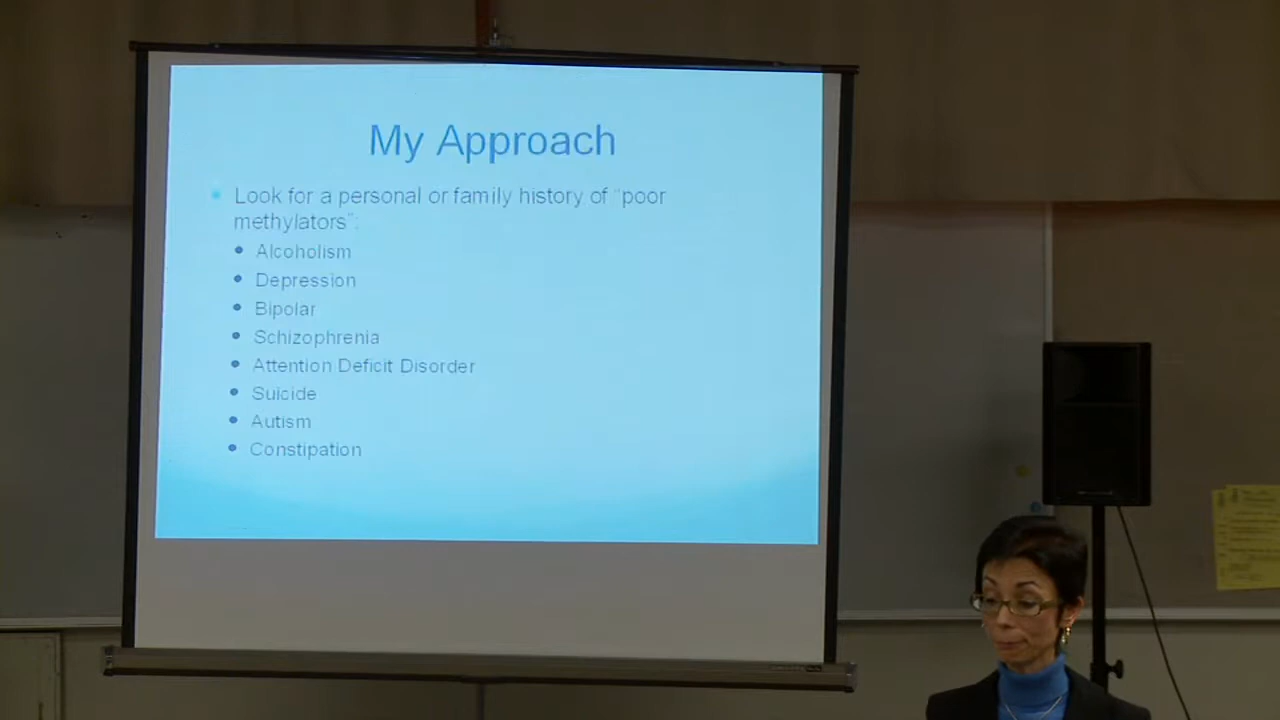 My Approach
Look for a personal or family history of “poor
methylators”:
Alcoholism
Depression
Bipolar
Schizophrenia
Attention Deficit Disorder
Suicide
Autism
Constipation